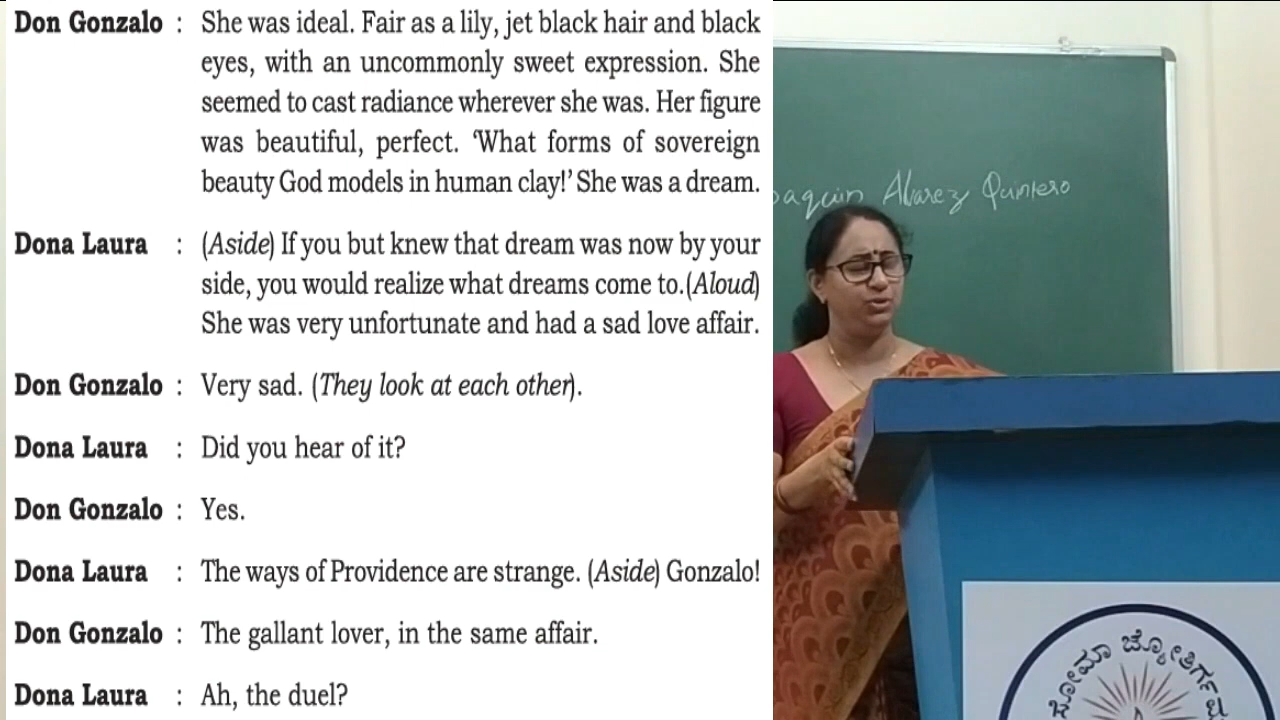 Don Gonzalo : She was ideal. Fair as a lily, jet black hair and black
eyes, with an uncommonly sweet expression. She
seemed to cast radiance wherever she was. Her figure
was beautiful, perfect. ‘What forms of sovereign
beauty God models in human clay!’ She was a dream.
Dona Laura : (Aside) If you but knew that dream was now by your
side, you would realize what dreams come to.(Aloud)
She was very unfortunate and had a sad love affair.
Don Gonzalo : Very sad. (They look at each other).
Dona Laura : Did you hear of it?
Don Gonzalo : Yes.
Dona Laura : The ways of Providence are strange. (Aside) Gonzalo!
Don Gonzalo : The gallant lover, in the same affair.
Dona Laura : Ah, the duel?
Alvarez Quintero